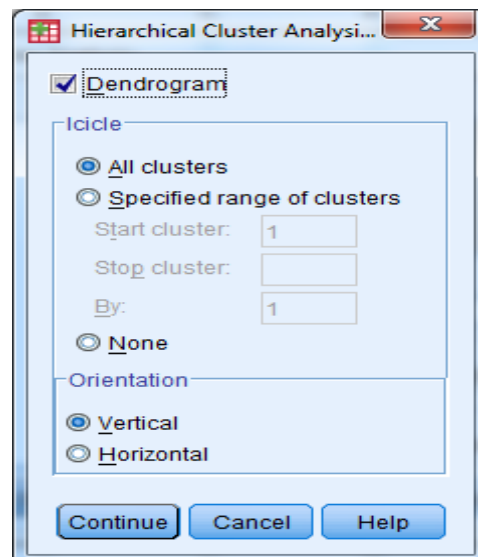 Hierarchical Cluster Analysi...
Dendrogram
Icicle
All clusters
Specified range of clusters
Start cluster: 1
Stop cluster:
By: 1
None
Orientation
Vertical
Horizontal
Continue Cancel Help